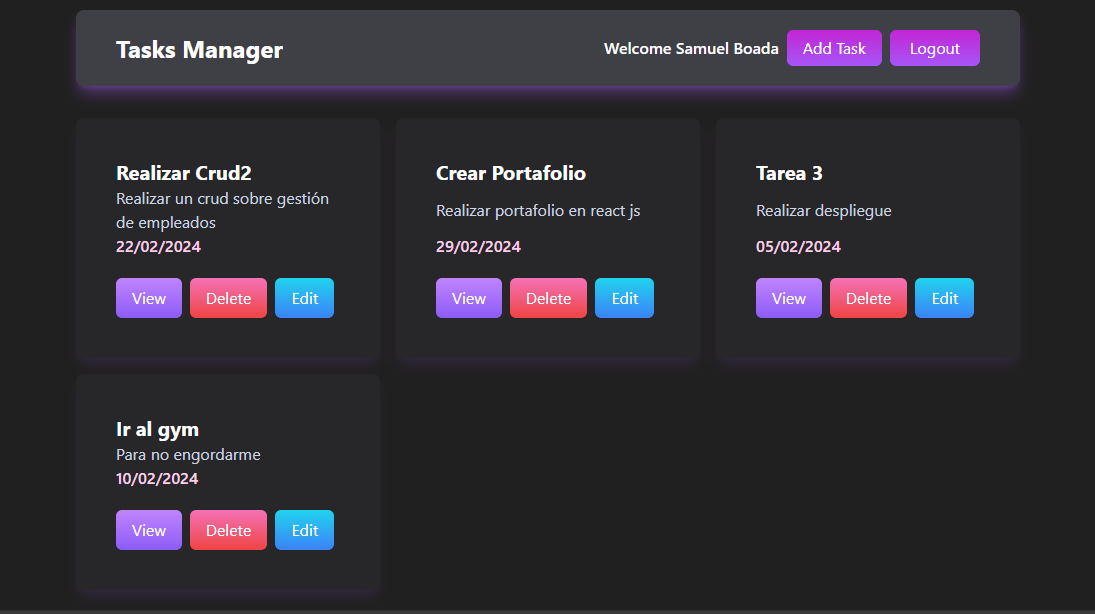 Tasks Manager
Welcome Samuel Boada
Add Task
Logout
Realizar Crud2
Realizar un crud sobre gestión
de empleados
22/02/2024
View
Delete
Edit
Crear Portafolio
Realizar portafolio en react js
29/02/2024
View
Delete
Edit
Tarea 3
Realizar despliegue
05/02/2024
View
Delete
Edit
Ir al gym
Para no engordarme
10/02/2024
View
Delete
Edit